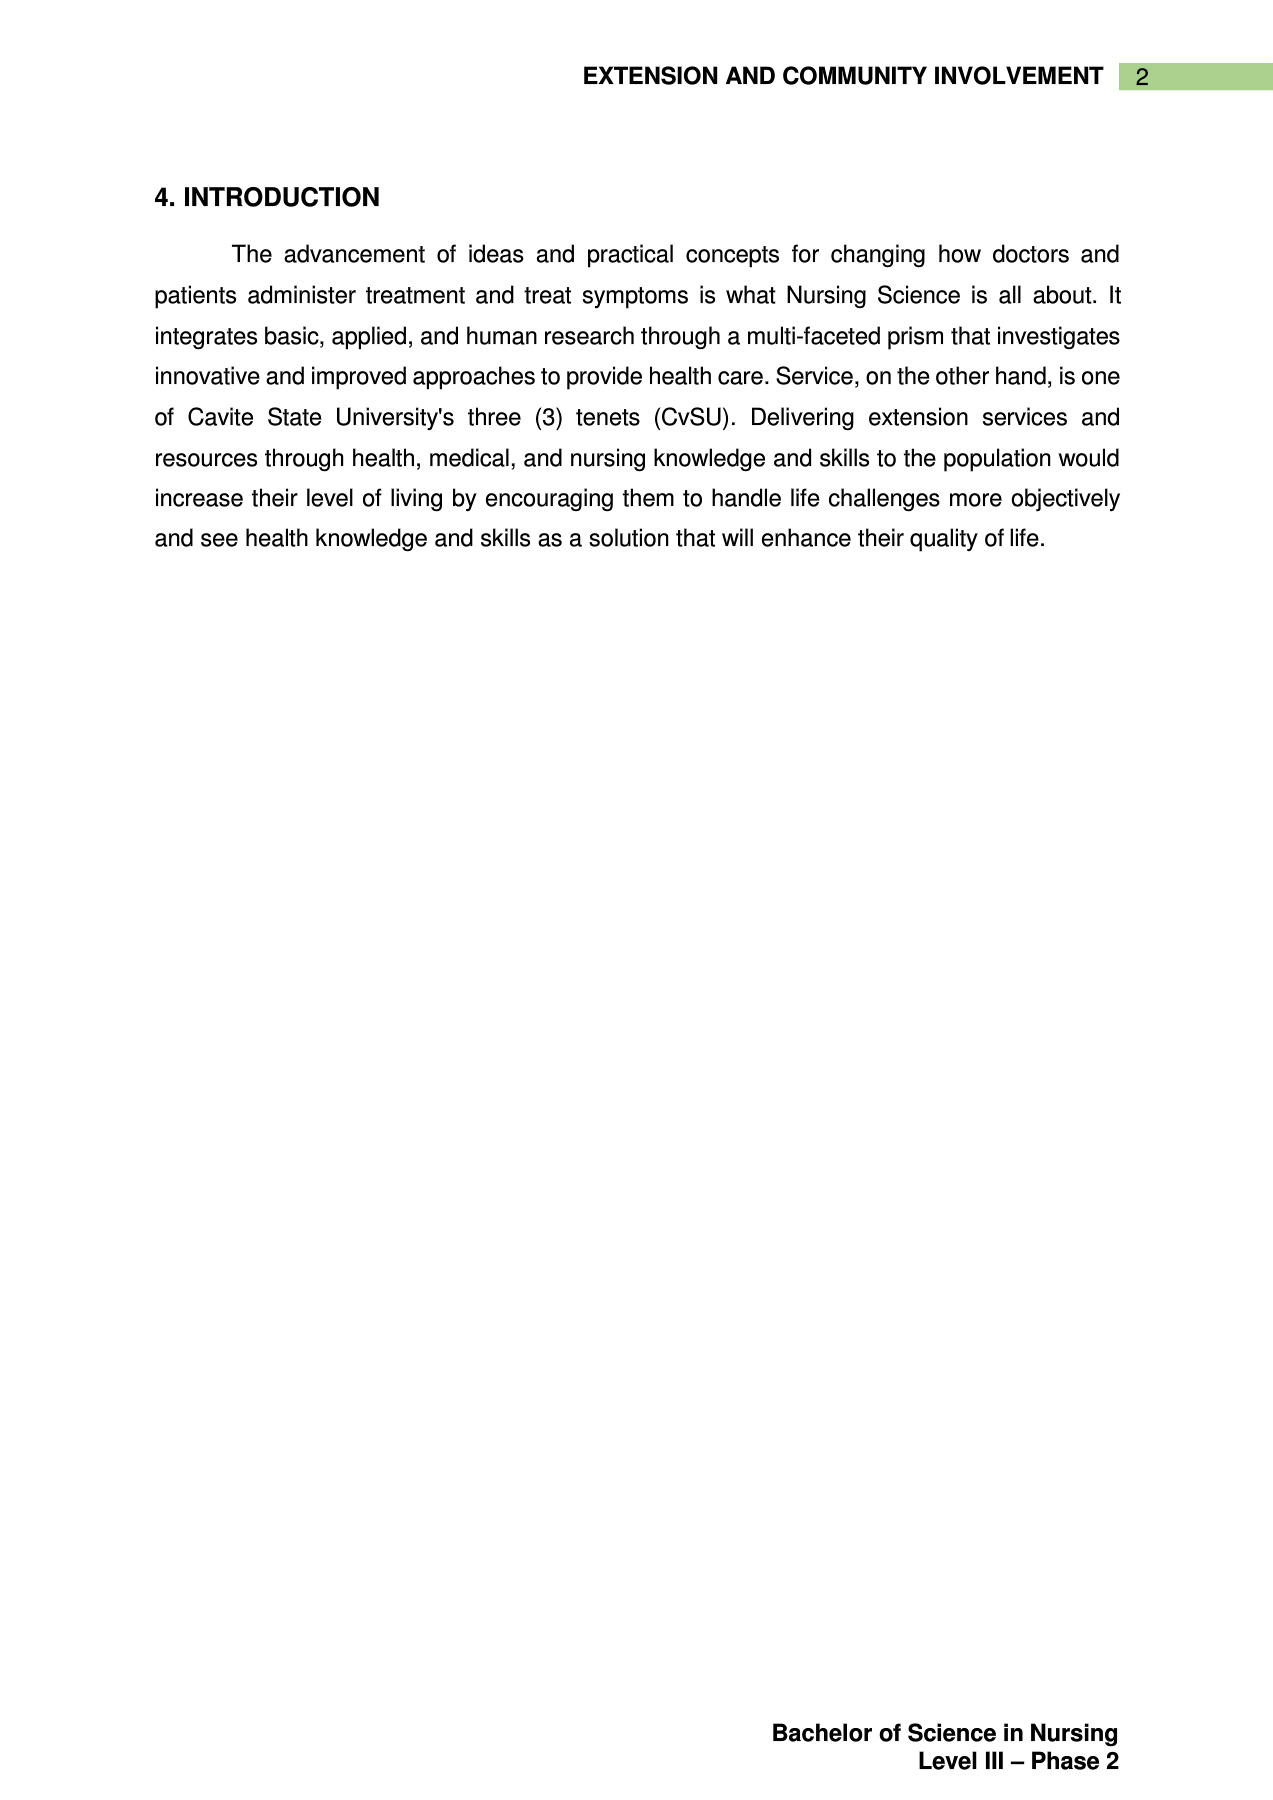 EXTENSION AND COMMUNITY INVOLVEMENT 2
4. INTRODUCTION
The advancement of ideas and practical concepts for changing how doctors and
patients administer treatment and treat symptoms is what Nursing Science is all about. It
integrates basic, applied, and human research through a multi-faceted prism that investigates
innovative and improved approaches to provide health care. Service, on the other hand, is one
of Cavite State University's three (3) tenets (CvSU). Delivering extension services and
resources through health, medical, and nursing knowledge and skills to the population would
increase their level of living by encouraging them to handle life challenges more objectively
and see health knowledge and skills as a solution that will enhance their quality of life.
Bachelor of Science in Nursing
Level III – Phase 2